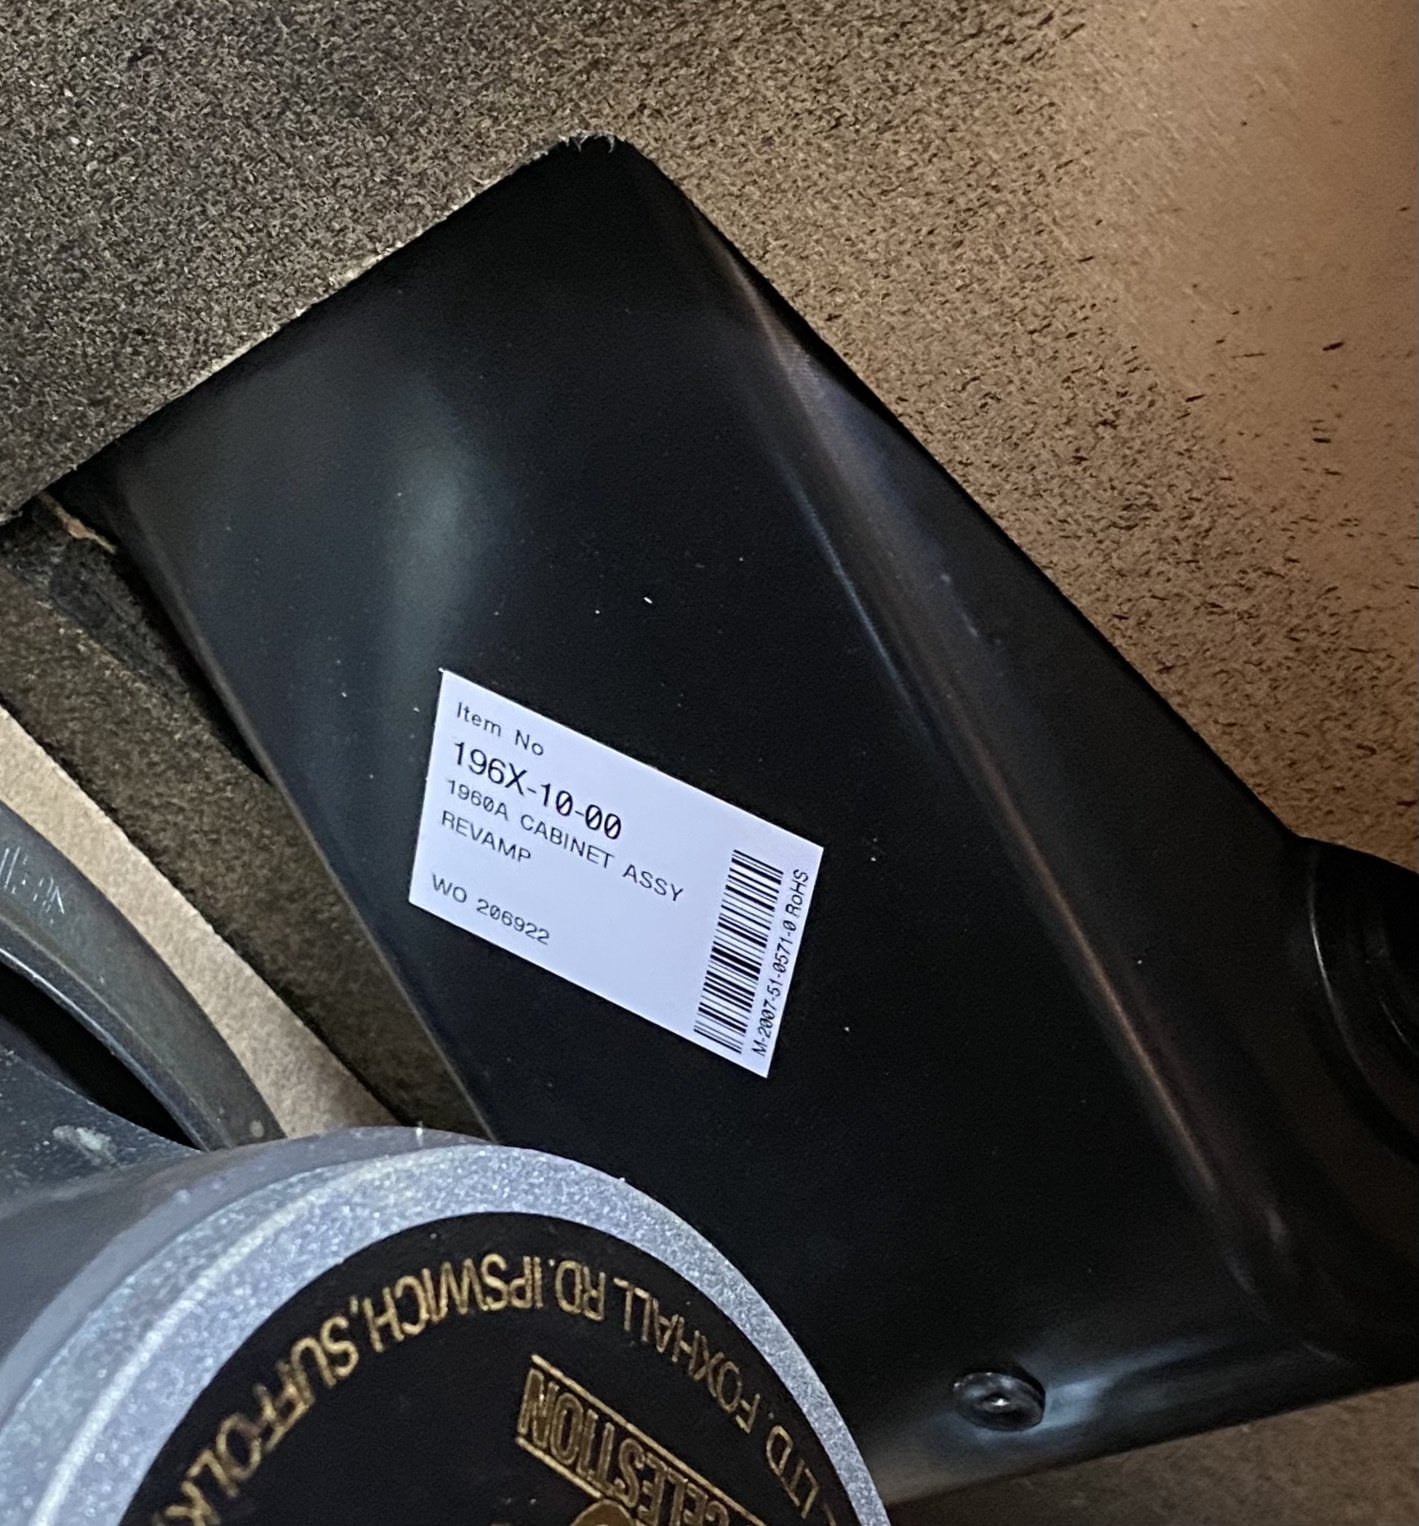 Item No
196X-10-00
1960A CABINET ASSY
REVAMP
WO 206922
M-2007-51-0571-0 RoHS
LTD. FOXHALL RD. IPSWICH, SUFFOLK
CELESTION